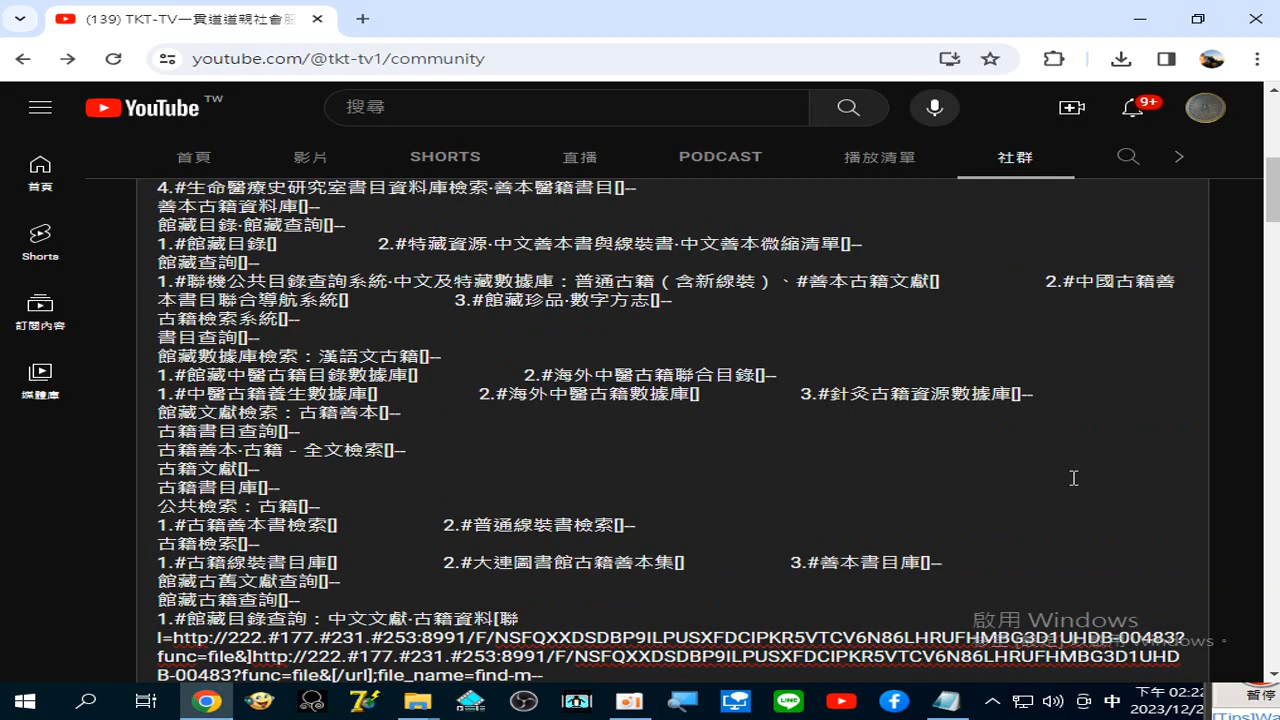 (139) TKT-TV一貫道道親社會服
youtube.com/@tkt-tv1/community
YouTube TW
搜尋
9+
首頁 影片 SHORTS 直播 PODCAST 播放清單 社群
首頁
Shorts
訂閱內容
媒體庫
4.#生命醫療史研究室書目資料庫檢索·善本醫籍書目[]--
善本古籍資料庫[]--
館藏目錄·館藏查詢[]--
1.#館藏目錄[] 2.#特藏資源·中文善本書與線裝書·中文善本微縮清單[]--
館藏查詢[]--
1.#聯機公共目錄查詢系統·中文及特藏數據庫：普通古籍（含新線裝）、#善本古籍文獻[] 2.#中國古籍善
本書目聯合導航系統[] 3.#館藏珍品·數字方志[]--
古籍檢索系統[]--
書目查詢[]--
館藏數據庫檢索：漢語文古籍[]--
1.#館藏中醫古籍目錄數據庫[] 2.#海外中醫古籍聯合目錄[]--
1.#中醫古籍養生數據庫[] 2.#海外中醫古籍數據庫[] 3.#針灸古籍資源數據庫[]--
館藏文獻檢索：古籍善本[]--
古籍書目查詢[]--
古籍善本·古籍－全文檢索[]--
古籍文獻[]--
古籍書目庫[]--
公共檢索：古籍[]--
1.#古籍善本書檢索[] 2.#普通線裝書檢索[]--
古籍檢索[]--
1.#古籍線裝書目庫[] 2.#大連圖書館古籍善本集[] 3.#善本書目庫[]--
館藏古舊文獻查詢[]--
館藏古籍查詢[]--
1.#館藏目錄查詢：中文文獻·古籍資料[聯
l=http://222.#177.#231.#253:8991/F/NSFQXXDSDBP9ILPUSXFDCIPKR5VTCV6N86LHRUFHMBG3D1UHDB-00483?
func=file&]http://222.#177.#231.#253:8991/F/NSFQXXDSDBP9ILPUSXFDCIPKR5VTCV6N86LHRUFHMBG3D1UHD
B-00483?func=file&[/url];file_name=find-m--
啟用 Windows
中
下午 02:22
2023/12/2
暫停
[Tips]Wa